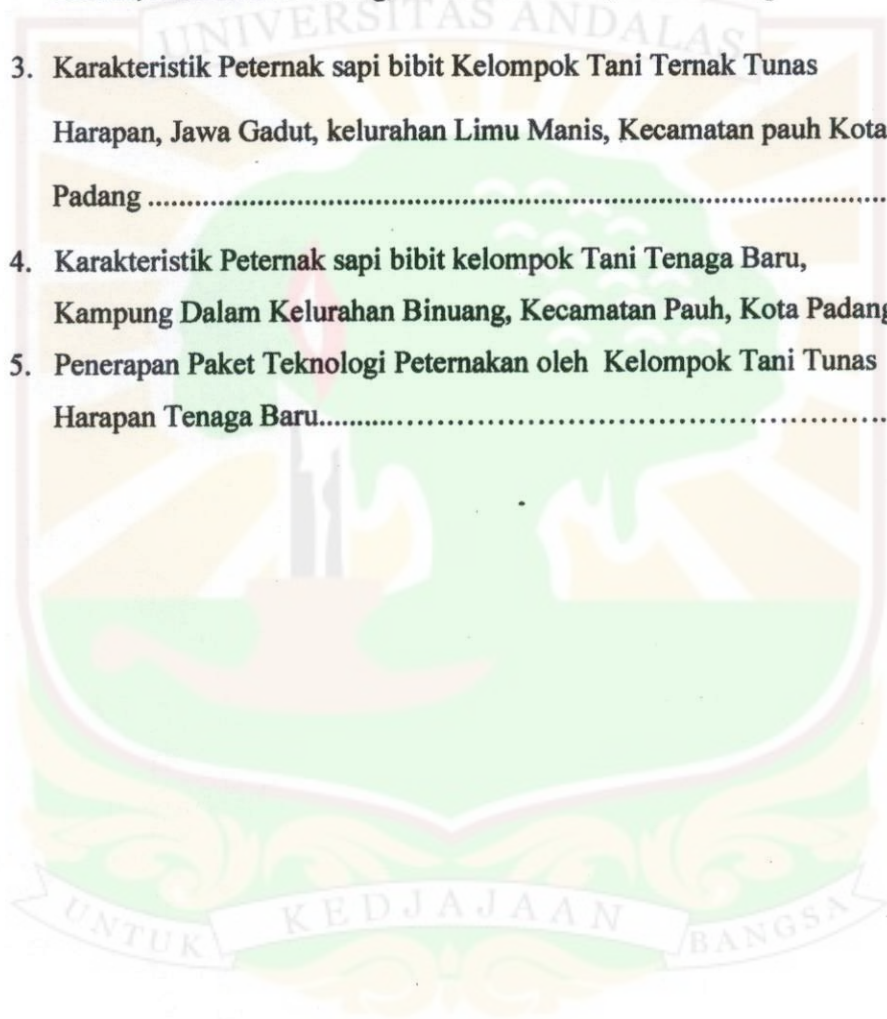 UNIVERSITAS ANDALAS
3. Karakteristik Peternak sapi bibit Kelompok Tani Ternak Tunas
Harapan, Jawa Gadut, kelurahan Limu Manis, Kecamatan pauh Kota
Padang ................................................................................
4. Karakteristik Peternak sapi bibit kelompok Tani Tenaga Baru,
Kampung Dalam Kelurahan Binuang, Kecamatan Pauh, Kota Padang
5. Penerapan Paket Teknologi Peternakan oleh Kelompok Tani Tunas
Harapan Tenaga Baru................................................................
UNTUK KEDJAJAAN BANGSA